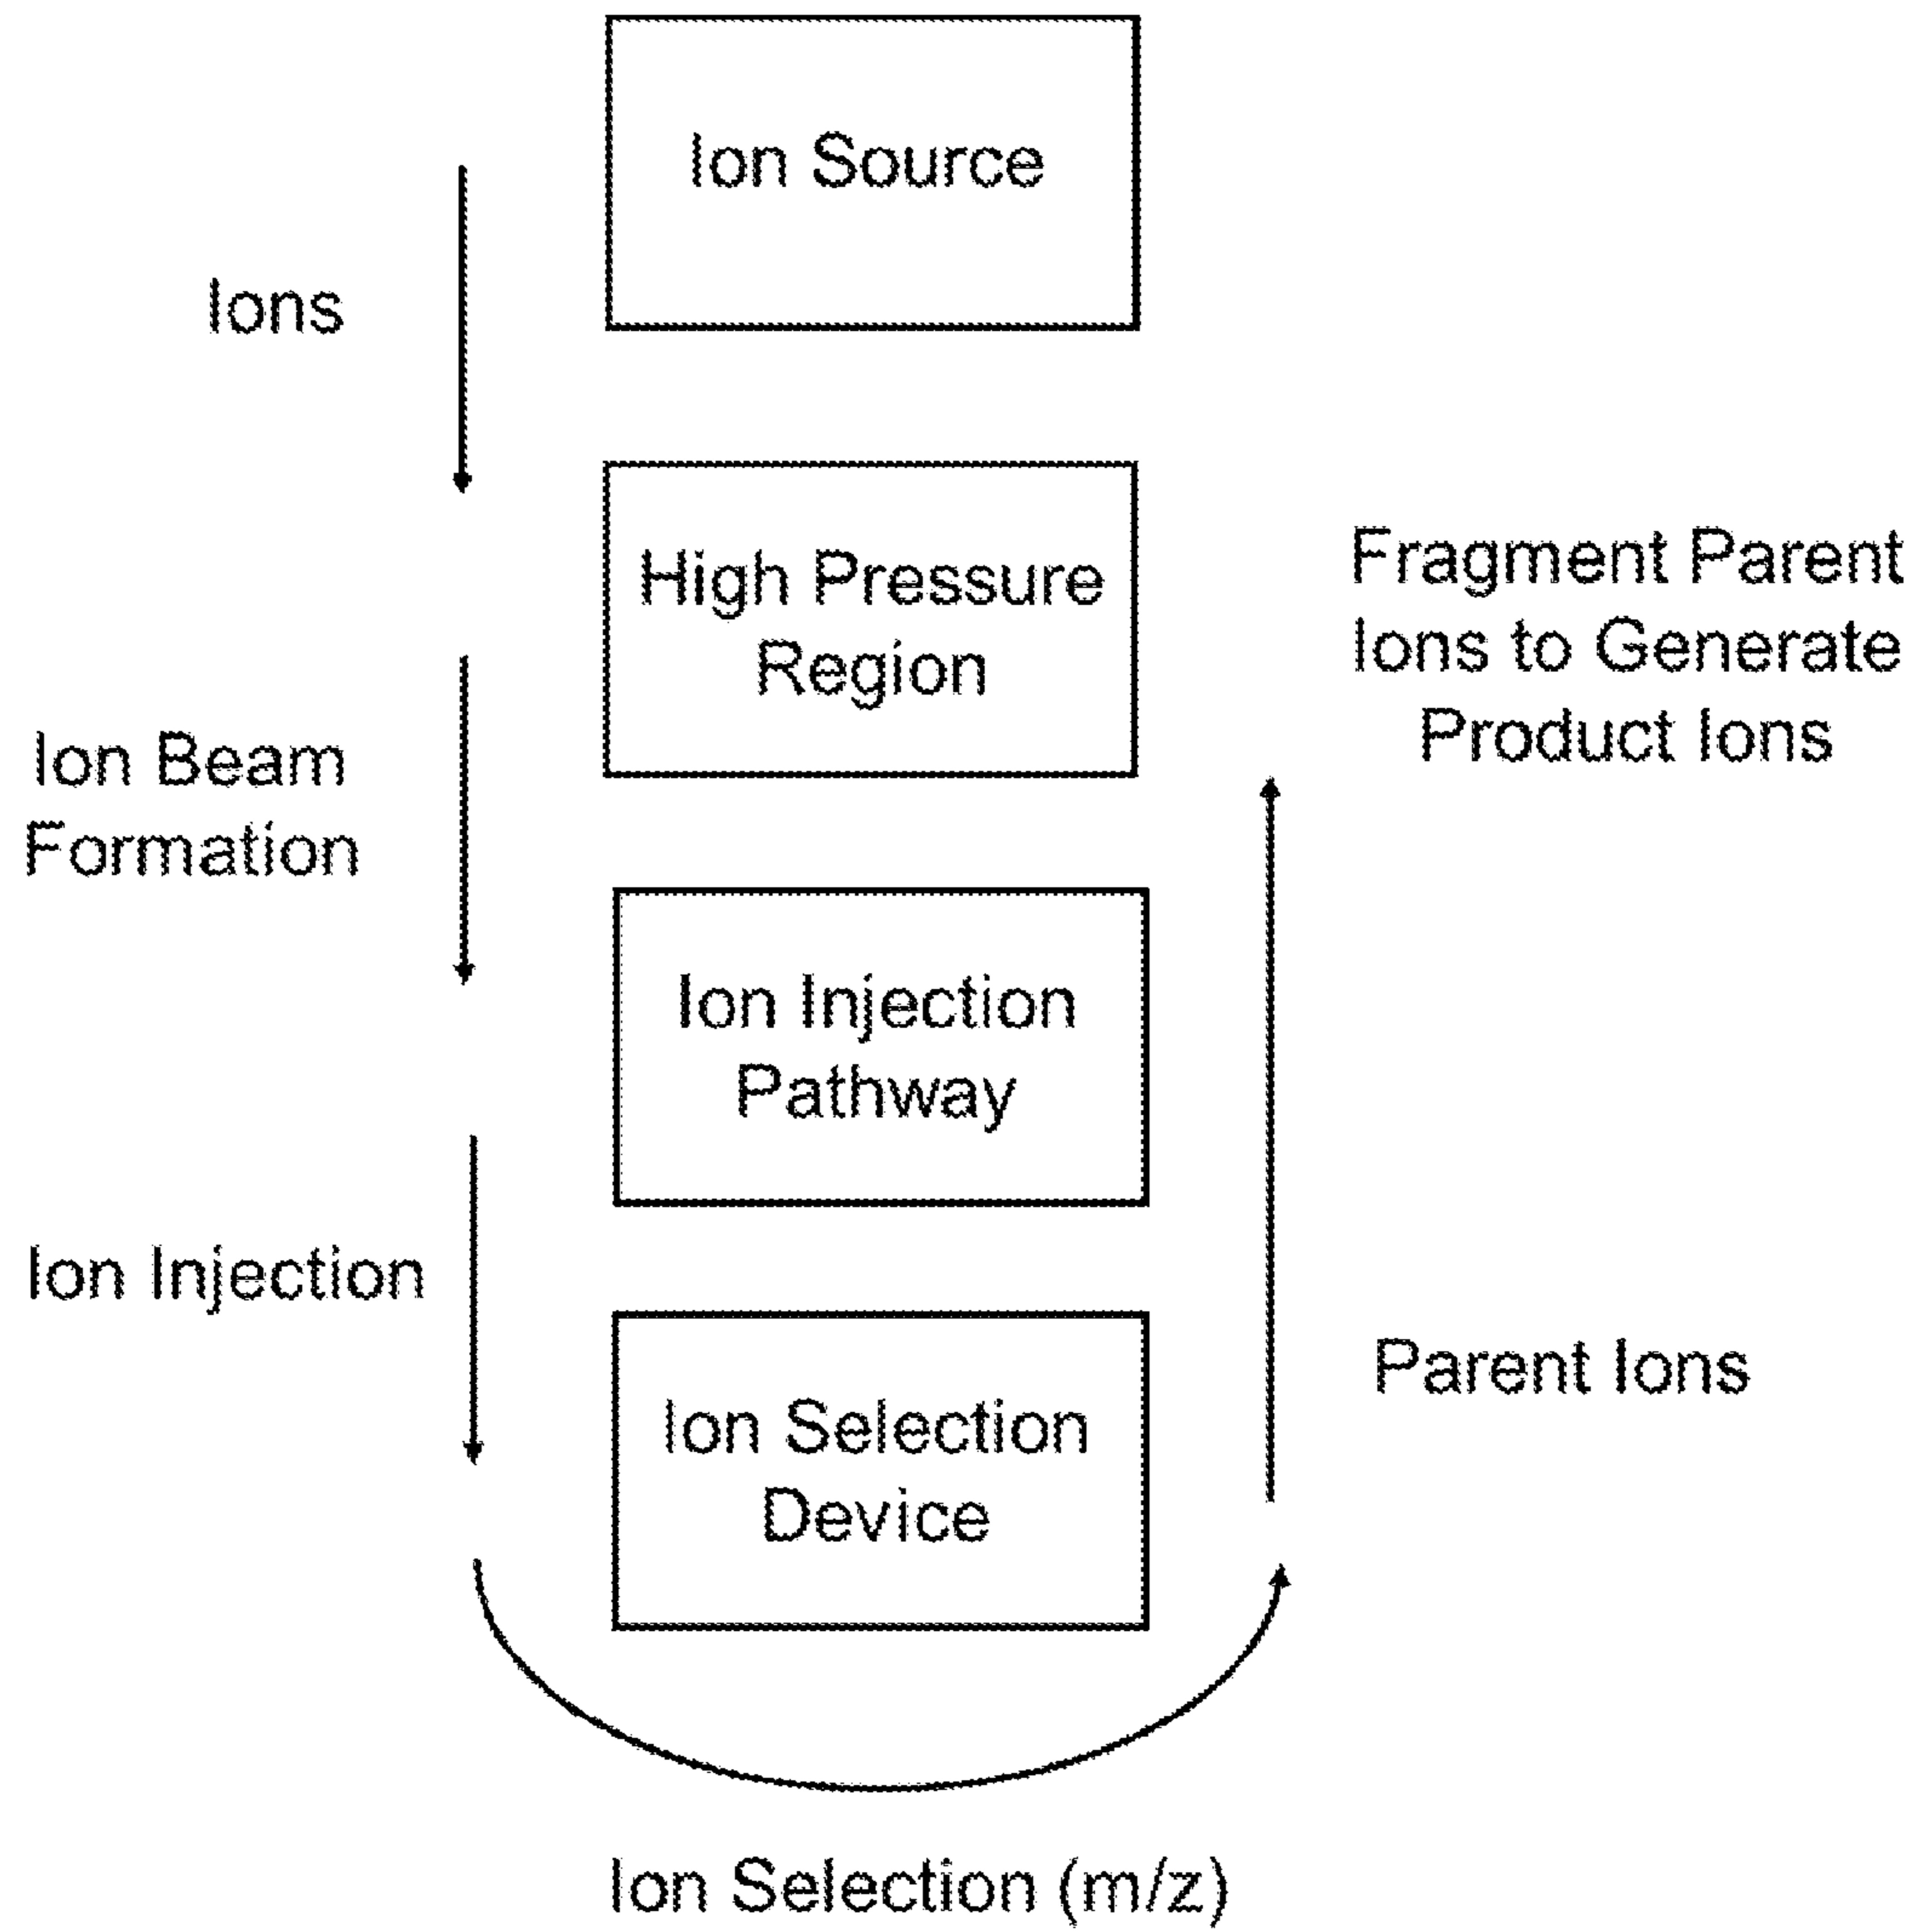 Ion Source
Ions
High Pressure
Region
Fragment Parent
Ions to Generate
Product Ions
Ion Beam
Formation
Ion Injection
Pathway
Ion Injection
Parent Ions
Ion Selection
Device
Ion Selection (m/z)